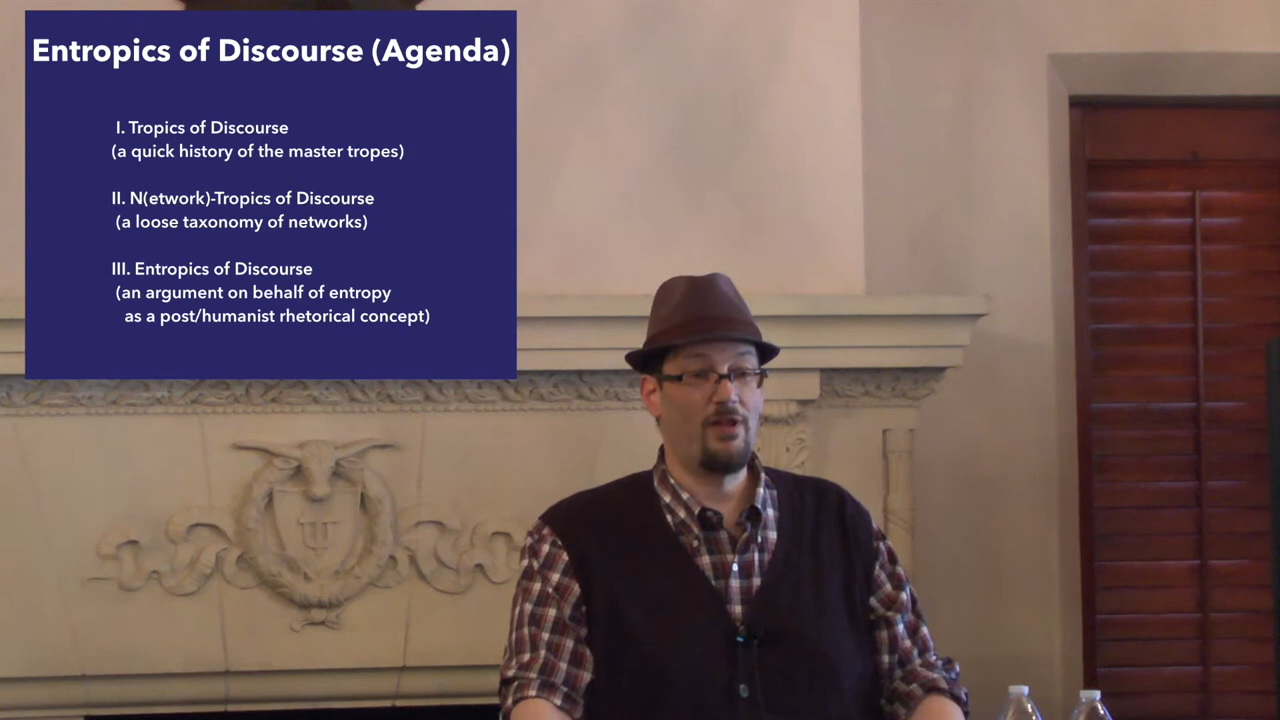 Entropics of Discourse (Agenda)
I. Tropics of Discourse
(a quick history of the master tropes)
II. N(etwork)-Tropics of Discourse
(a loose taxonomy of networks)
III. Entropics of Discourse
(an argument on behalf of entropy
as a post/humanist rhetorical concept)